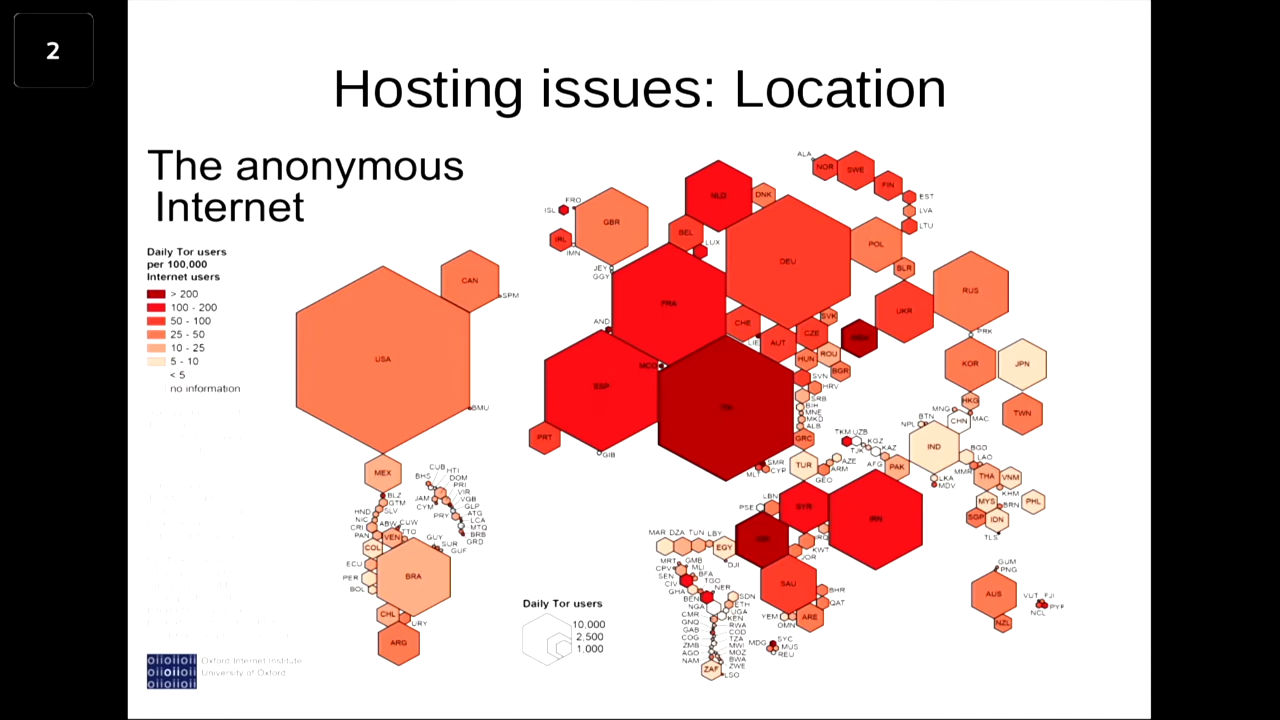 2
Hosting issues: Location
The anonymous
Internet
Daily Tor users
per 100,000
Internet users
> 200
100 - 200
50 - 100
25 - 50
10 - 25
5 - 10
< 5
no information
ALA
NOR
SWE
FIN
EST
LVA
LTU
NLD
DNK
FRO
ISL
GBR
IRL
IMN
BEL
LUX
JEY
GGY
DEU
POL
BLR
RUS
CAN
SPM
USA
BMU
FRA
AND
CHE
LIE
AUT
SVK
CZE
UKR
HUN
ROU
BGR
PRK
KOR
JPN
MCO
ESP
PRT
GIB
SVN
HRV
SRB
BIH
MNE
MKD
ALB
GRC
HKG
MNG
MAC
CHN
TWN
BTN
NPL
IND
BGD
LAO
MMR
THA
VNM
KHM
LKA
MDV
MYS
BRN
PHL
SGP
IDN
TLS
TKM
UZB
KGZ
TJK
KAZ
AFG
PAK
SMR
MLT
CYP
TUR
AZE
ARM
GEO
LBN
PSE
SYR
IRN
IRQ
KWT
JOR
SAU
BHR
QAT
ARE
YEM
OMN
MAR
DZA
TUN
LBY
EGY
DJI
MEX
BLZ
GTM
SLV
HND
NIC
CRI
PAN
ABW
CUW
TTO
VEN
COL
ECU
PER
BOL
BRA
CHL
URY
ARG
GUY
SUR
GUF
CUB
HTI
BHS
DOM
PRI
VIR
VGB
GLP
ATG
LCA
MTQ
BRB
GRD
JAM
CYM
PRY
MRT
GMB
CPV
MLI
SEN
BFA
CIV
TGO
GHA
NER
BEN
SDN
NGA
ETH
UGA
CMR
KEN
GNQ
RWA
GAB
COD
COG
TZA
ZMB
MWI
AGO
MOZ
NAM
BWA
ZWE
ZAF
LSO
MDG
SYC
MUS
REU
GUM
PNG
AUS
NZL
VUT
FJI
PYF
NCL
Daily Tor users
10,000
2,500
1,000
Oxford Internet Institute
University of Oxford